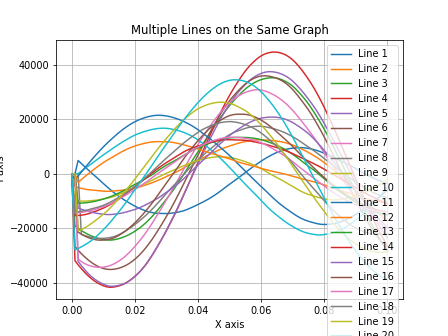 Multiple Lines on the Same Graph
40000
20000
0
−20000
−40000
0.00
0.02
0.04
0.06
X axis
Line 1
Line 2
Line 3
Line 4
Line 5
Line 6
Line 7
Line 8
Line 9
Line 10
Line 11
Line 12
Line 13
Line 14
Line 15
Line 16
Line 17
Line 18
Line 19
Line 20